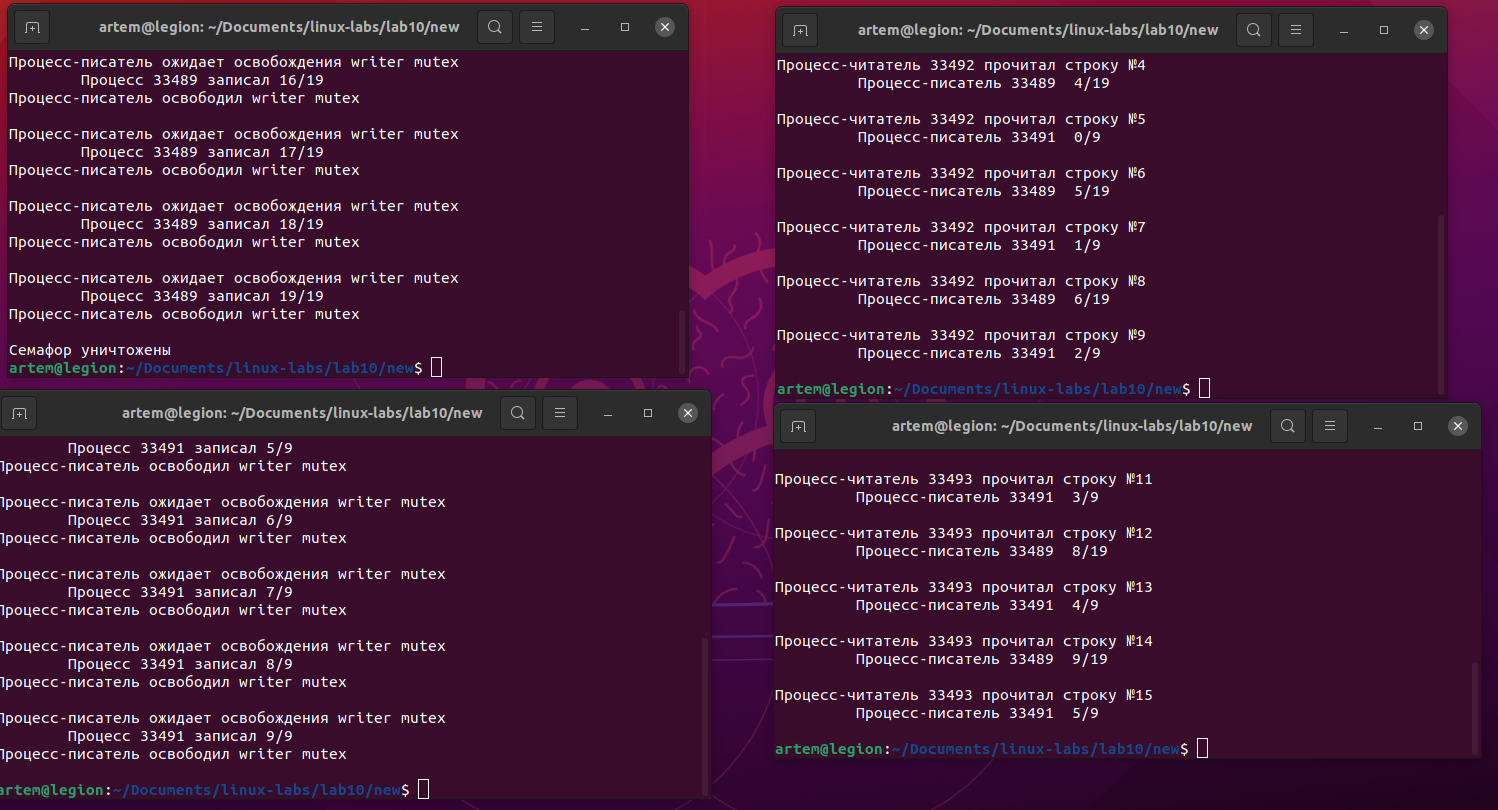 artem@legion: ~/Documents/linux-labs/lab10/new
Процесс-писатель ожидает освобождения writer mutex
Процесс 33489 записал 16/19
Процесс-писатель освободил writer mutex
Процесс-писатель ожидает освобождения writer mutex
Процесс 33489 записал 17/19
Процесс-писатель освободил writer mutex
Процесс-писатель ожидает освобождения writer mutex
Процесс 33489 записал 18/19
Процесс-писатель освободил writer mutex
Процесс-писатель ожидает освобождения writer mutex
Процесс 33489 записал 19/19
Процесс-писатель освободил writer mutex
Семафор уничтожены
artem@legion:~/Documents/linux-labs/lab10/new$
artem@legion: ~/Documents/linux-labs/lab10/new
Процесс-читатель 33492 прочитал строку №4
Процесс-писатель 33489  4/19
Процесс-читатель 33492 прочитал строку №5
Процесс-писатель 33491  0/9
Процесс-читатель 33492 прочитал строку №6
Процесс-писатель 33489  5/19
Процесс-читатель 33492 прочитал строку №7
Процесс-писатель 33491  1/9
Процесс-читатель 33492 прочитал строку №8
Процесс-писатель 33489  6/19
Процесс-читатель 33492 прочитал строку №9
Процесс-писатель 33491  2/9
artem@legion:~/Documents/linux-labs/lab10/new$
artem@legion: ~/Documents/linux-labs/lab10/new
Процесс 33491 записал 5/9
Процесс-писатель освободил writer mutex
Процесс-писатель ожидает освобождения writer mutex
Процесс 33491 записал 6/9
Процесс-писатель освободил writer mutex
Процесс-писатель ожидает освобождения writer mutex
Процесс 33491 записал 7/9
Процесс-писатель освободил writer mutex
Процесс-писатель ожидает освобождения writer mutex
Процесс 33491 записал 8/9
Процесс-писатель освободил writer mutex
Процесс-писатель ожидает освобождения writer mutex
Процесс 33491 записал 9/9
Процесс-писатель освободил writer mutex
artem@legion:~/Documents/linux-labs/lab10/new$
artem@legion: ~/Documents/linux-labs/lab10/new
Процесс-читатель 33493 прочитал строку №11
Процесс-писатель 33491  3/9
Процесс-читатель 33493 прочитал строку №12
Процесс-писатель 33489  8/19
Процесс-читатель 33493 прочитал строку №13
Процесс-писатель 33491  4/9
Процесс-читатель 33493 прочитал строку №14
Процесс-писатель 33489  9/19
Процесс-читатель 33493 прочитал строку №15
Процесс-писатель 33491  5/9
artem@legion:~/Documents/linux-labs/lab10/new$